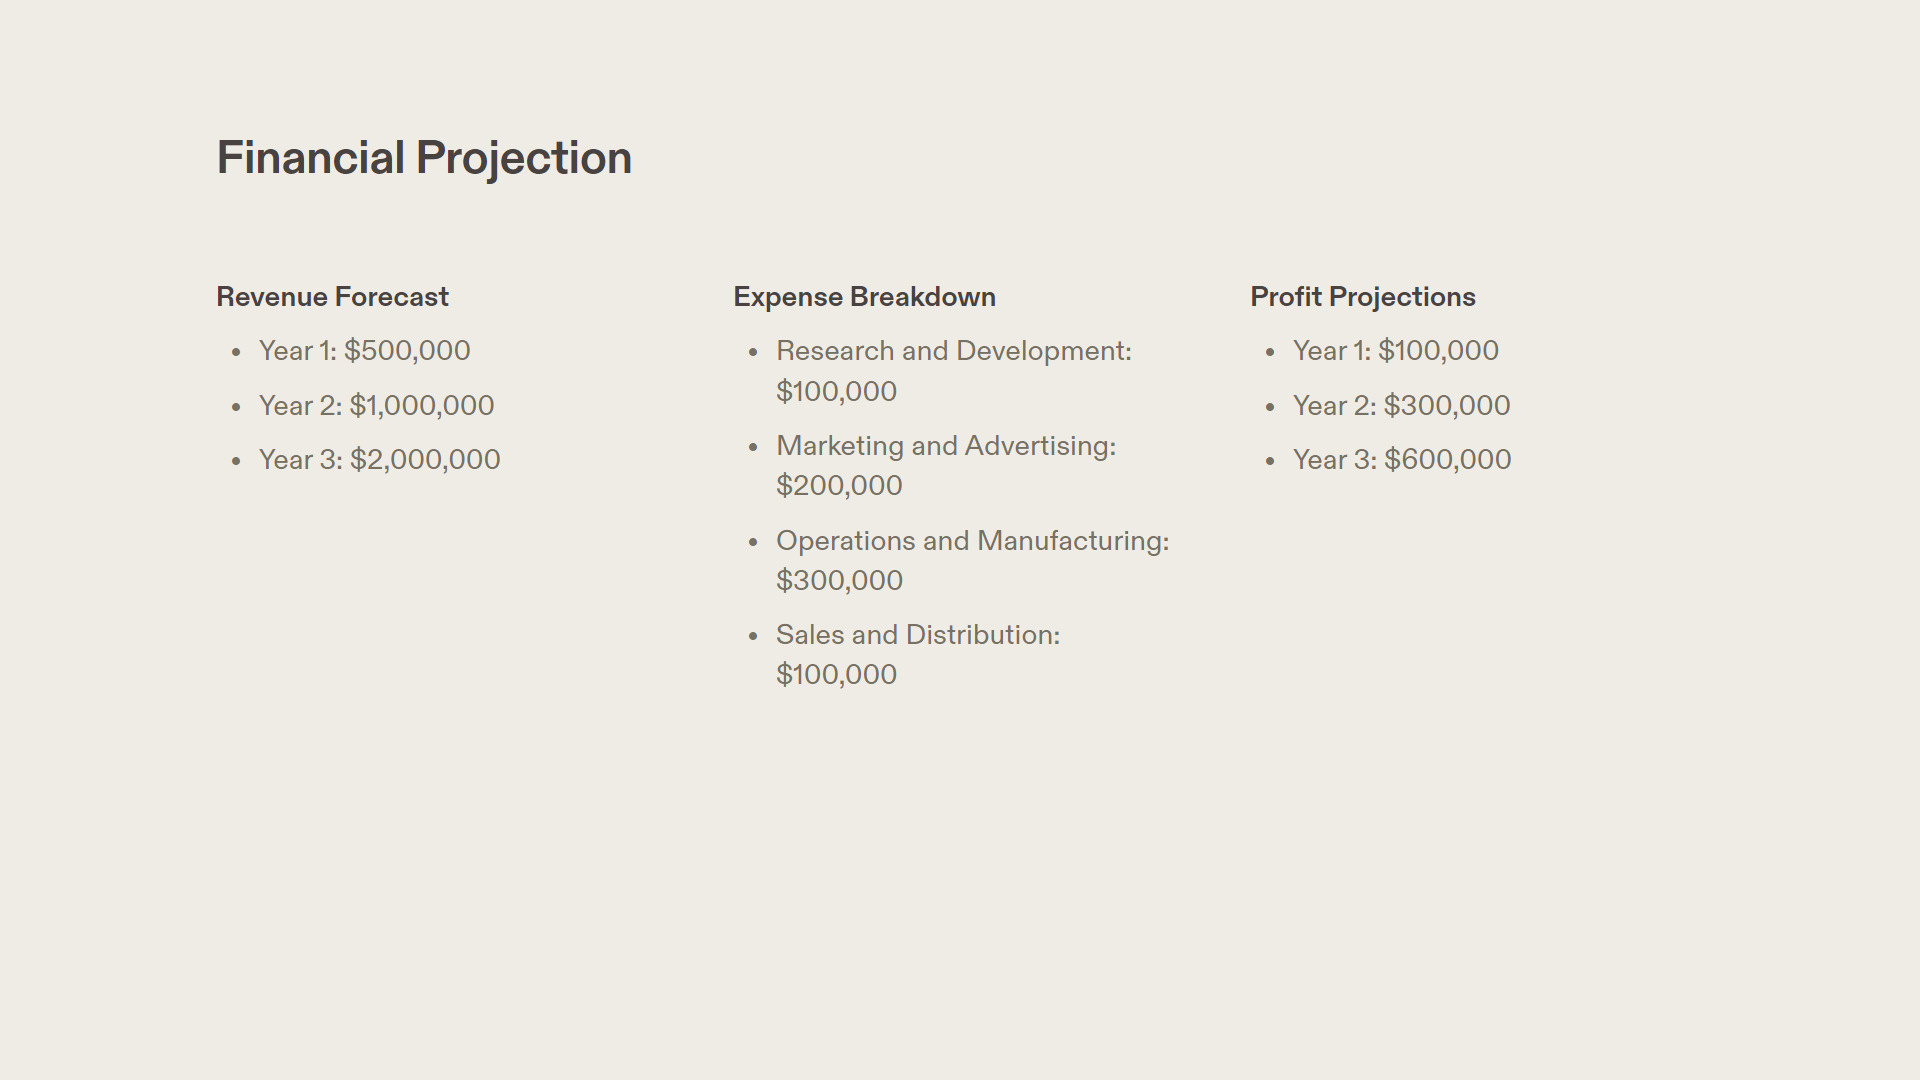 Financial Projection
Revenue Forecast
• Year 1: $500,000
• Year 2: $1,000,000
• Year 3: $2,000,000
Expense Breakdown
• Research and Development:
$100,000
• Marketing and Advertising:
$200,000
• Operations and Manufacturing:
$300,000
• Sales and Distribution:
$100,000
Profit Projections
• Year 1: $100,000
• Year 2: $300,000
• Year 3: $600,000